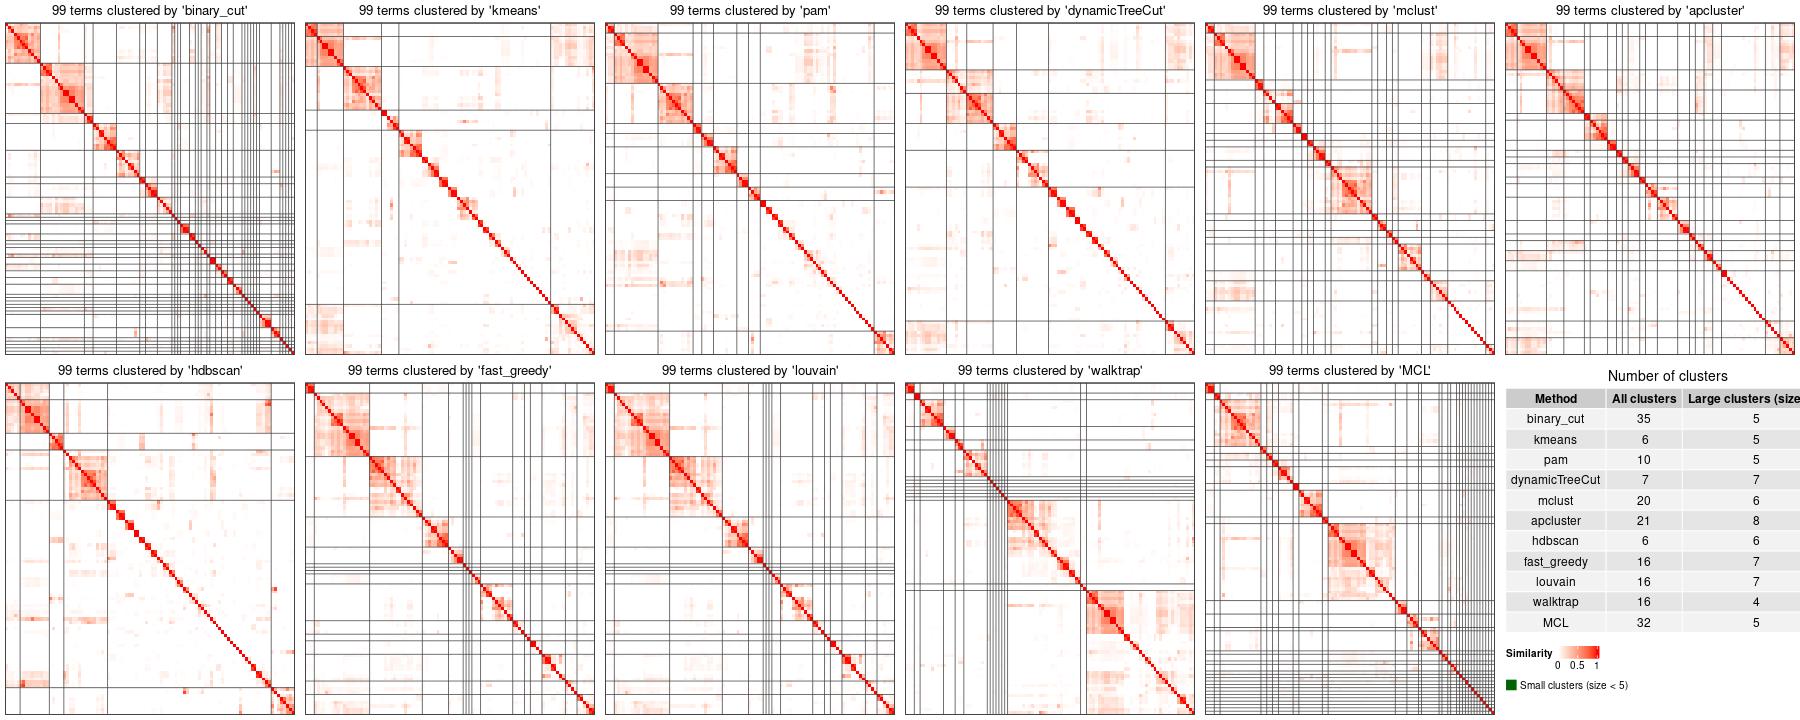 99 terms clustered by 'binary_cut'
99 terms clustered by 'kmeans'
99 terms clustered by 'pam'
99 terms clustered by 'dynamicTreeCut'
99 terms clustered by 'mclust'
99 terms clustered by 'apcluster'
99 terms clustered by 'hdbscan'
99 terms clustered by 'fast_greedy'
99 terms clustered by 'louvain'
99 terms clustered by 'walktrap'
99 terms clustered by 'MCL'
Number of clusters
Method All clusters Large clusters (size
binary_cut 35 5
kmeans 6 5
pam 10 5
dynamicTreeCut 7 7
mclust 20 6
apcluster 21 8
hdbscan 6 6
fast_greedy 16 7
louvain 16 7
walktrap 16 4
MCL 32 5
Similarity
0 0.5 1
Small clusters (size < 5)